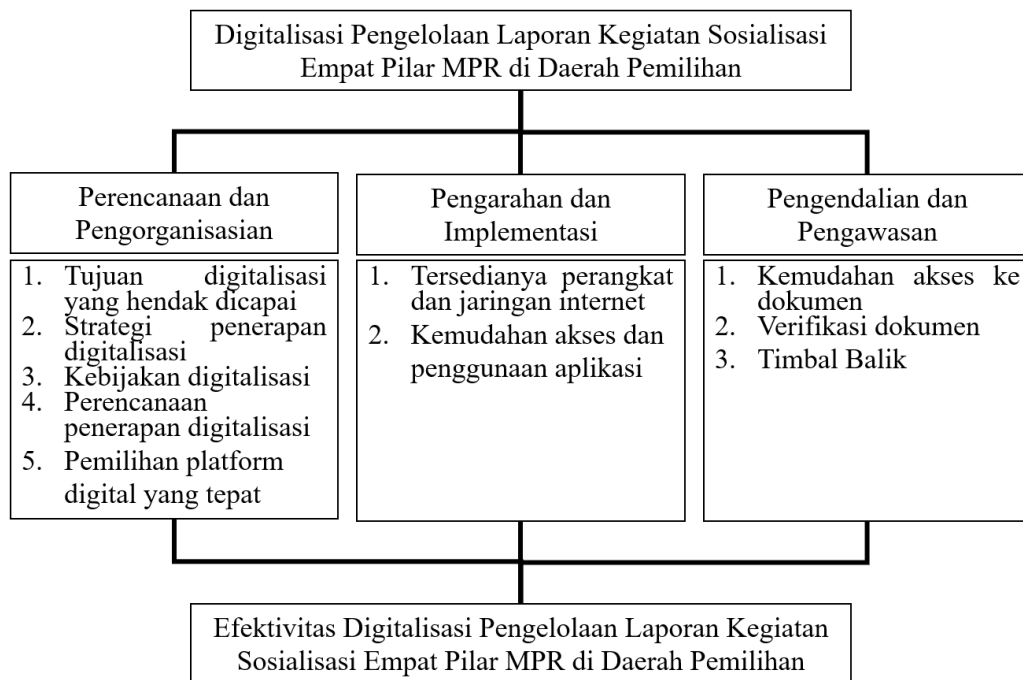 Digitalisasi Pengelolaan Laporan Kegiatan Sosialisasi
Empat Pilar MPR di Daerah Pemilihan
Perencanaan dan
Pengorganisasian
1. Tujuan digitalisasi
yang hendak dicapai
2. Strategi penerapan
digitalisasi
3. Kebijakan digitalisasi
4. Perencanaan
penerapan digitalisasi
5. Pemilihan platform
digital yang tepat
Pengarahan dan
Implementasi
1. Tersedianya perangkat
dan jaringan internet
2. Kemudahan akses dan
penggunaan aplikasi
Pengendalian dan
Pengawasan
1. Kemudahan akses ke
dokumen
2. Verifikasi dokumen
3. Timbal Balik
Efektivitas Digitalisasi Pengelolaan Laporan Kegiatan
Sosialisasi Empat Pilar MPR di Daerah Pemilihan